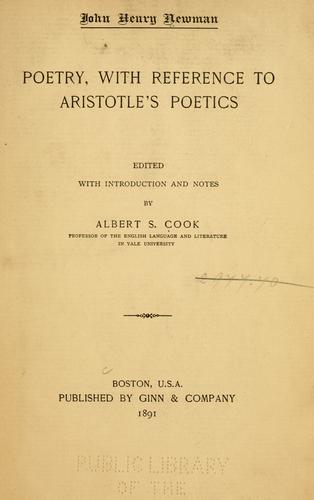 John Henry Newman
POETRY, WITH REFERENCE TO
ARISTOTLE'S POETICS
EDITED
WITH INTRODUCTION AND NOTES
BY
ALBERT S. COOK
PROFESSOR OF THE ENGLISH LANGUAGE AND LITERATURE
IN YALE UNIVERSITY
BOSTON, U.S.A.
PUBLISHED BY GINN & COMPANY
1891
PUBLIC LIBRARY
OF THE